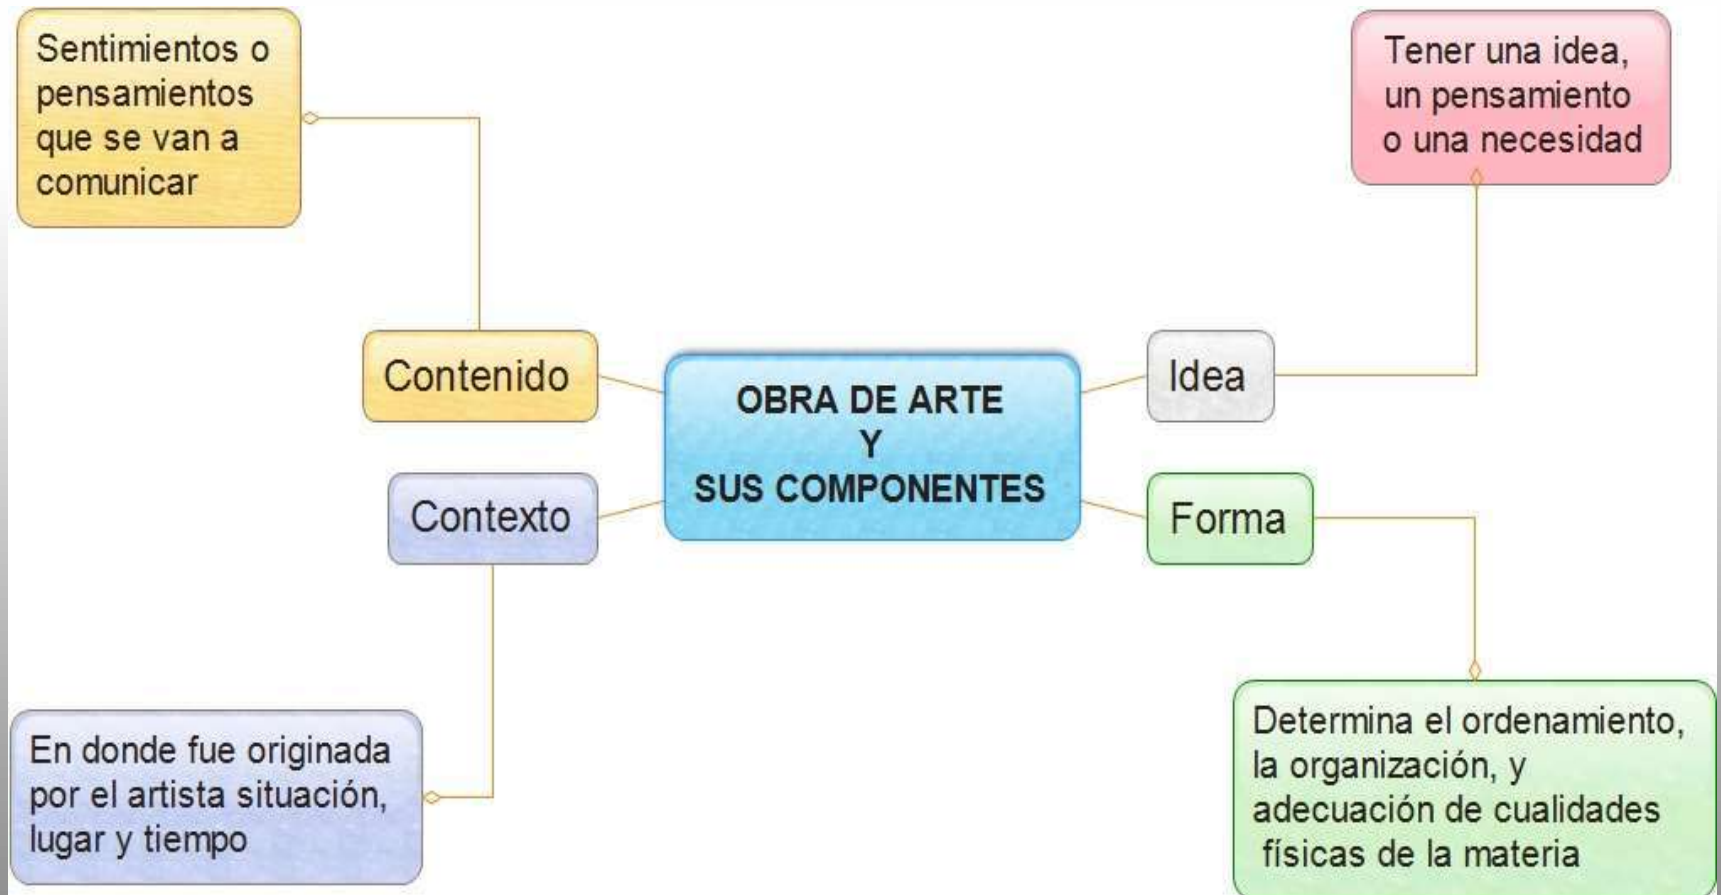 Sentimientos o
pensamientos
que se van a
comunicar
Tener una idea,
un pensamiento
o una necesidad
Contenido
OBRA DE ARTE
Y
SUS COMPONENTES
Idea
Contexto
Forma
En donde fue originada
por el artista situación,
lugar y tiempo
Determina el ordenamiento,
la organización, y
adecuación de cualidades
físicas de la materia